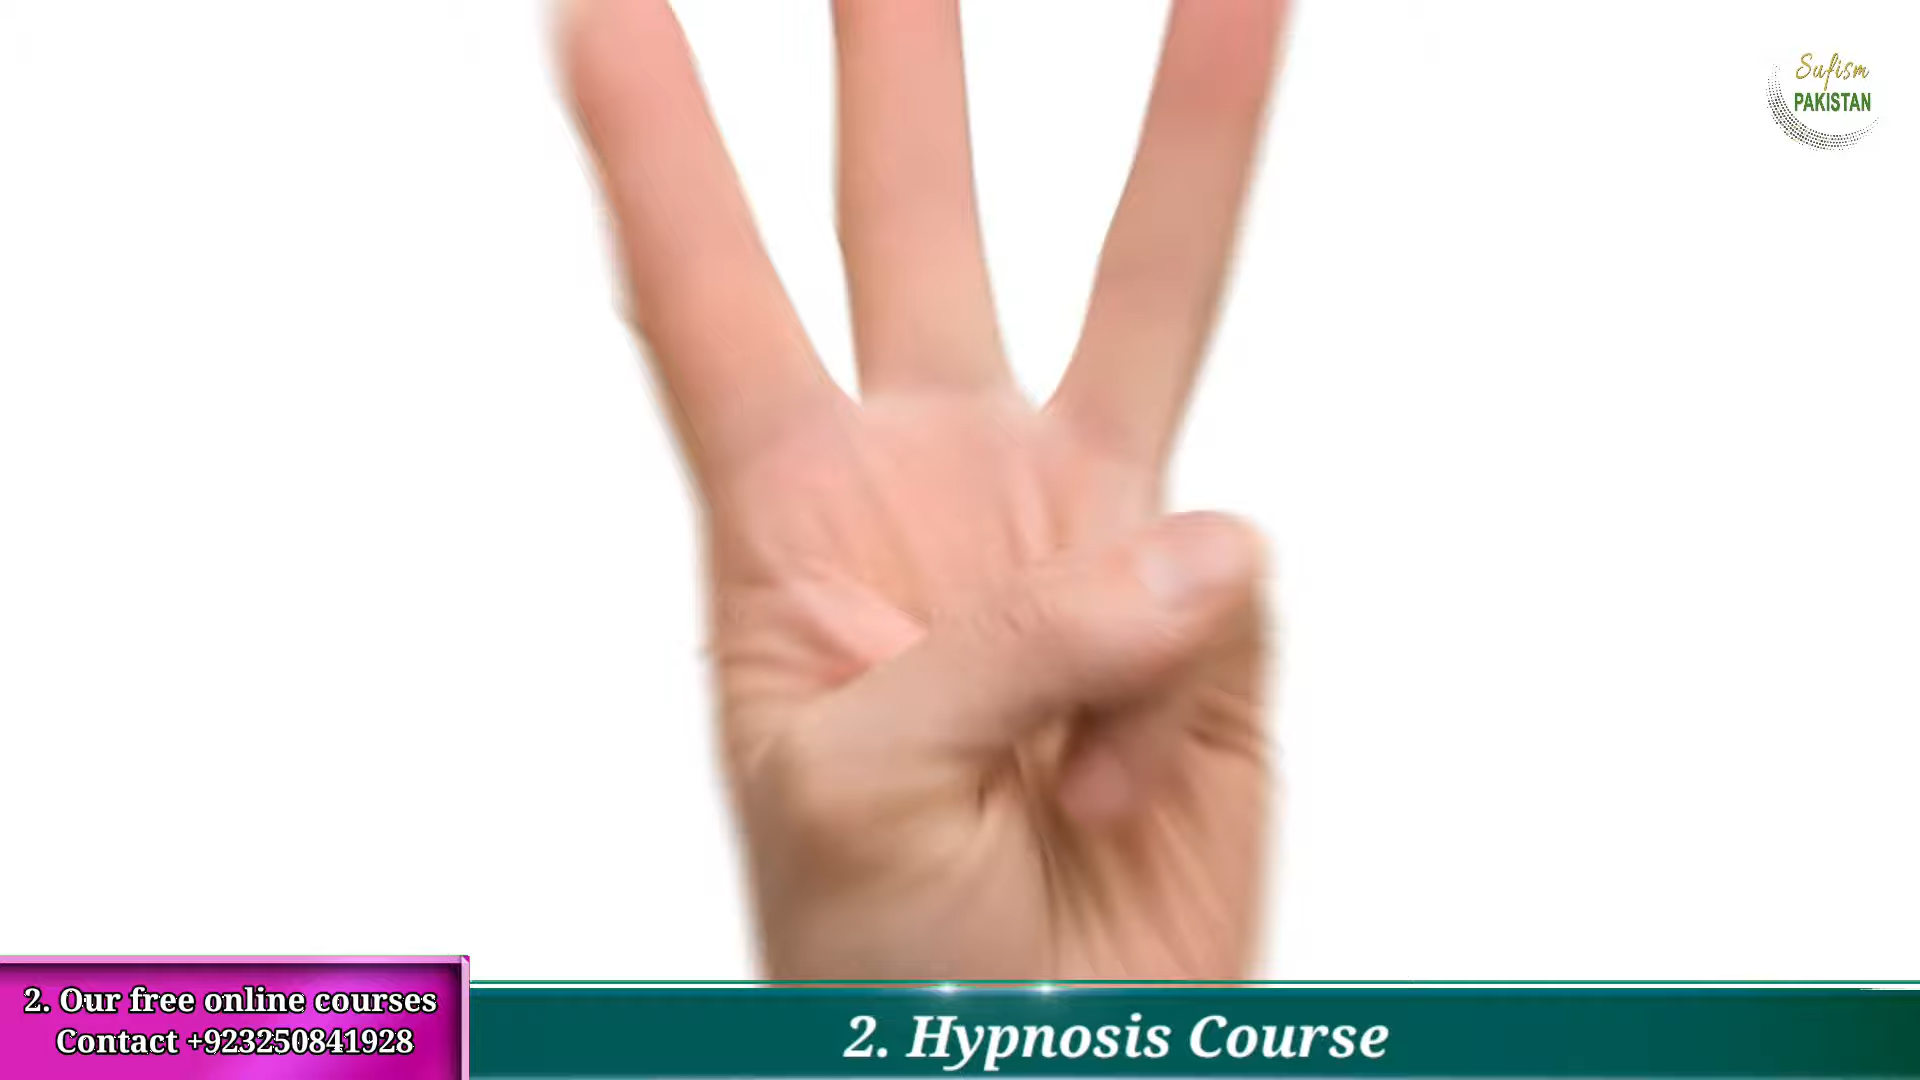 Sufism
PAKISTAN
2. Our free online courses
Contact +923250841928
2. Hypnosis Course